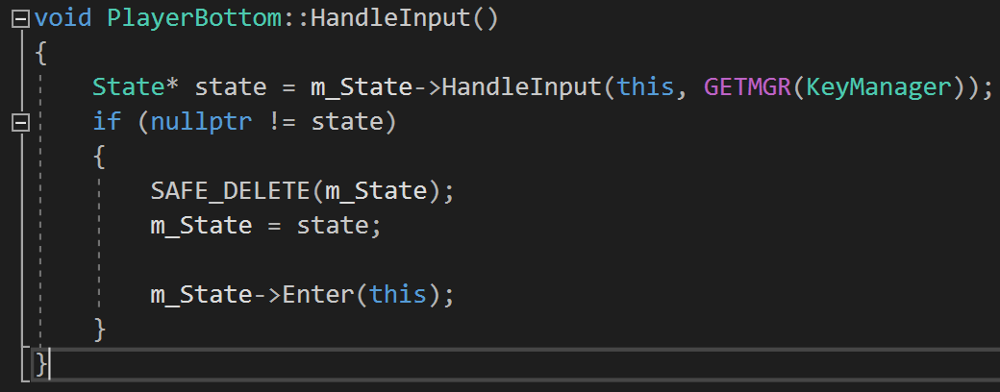 void PlayerBottom::HandleInput()
{
State* state = m_State->HandleInput(this, GETMGR(KeyManager));
if (nullptr != state)
{
SAFE_DELETE(m_State);
m_State = state;
m_State->Enter(this);
}
}